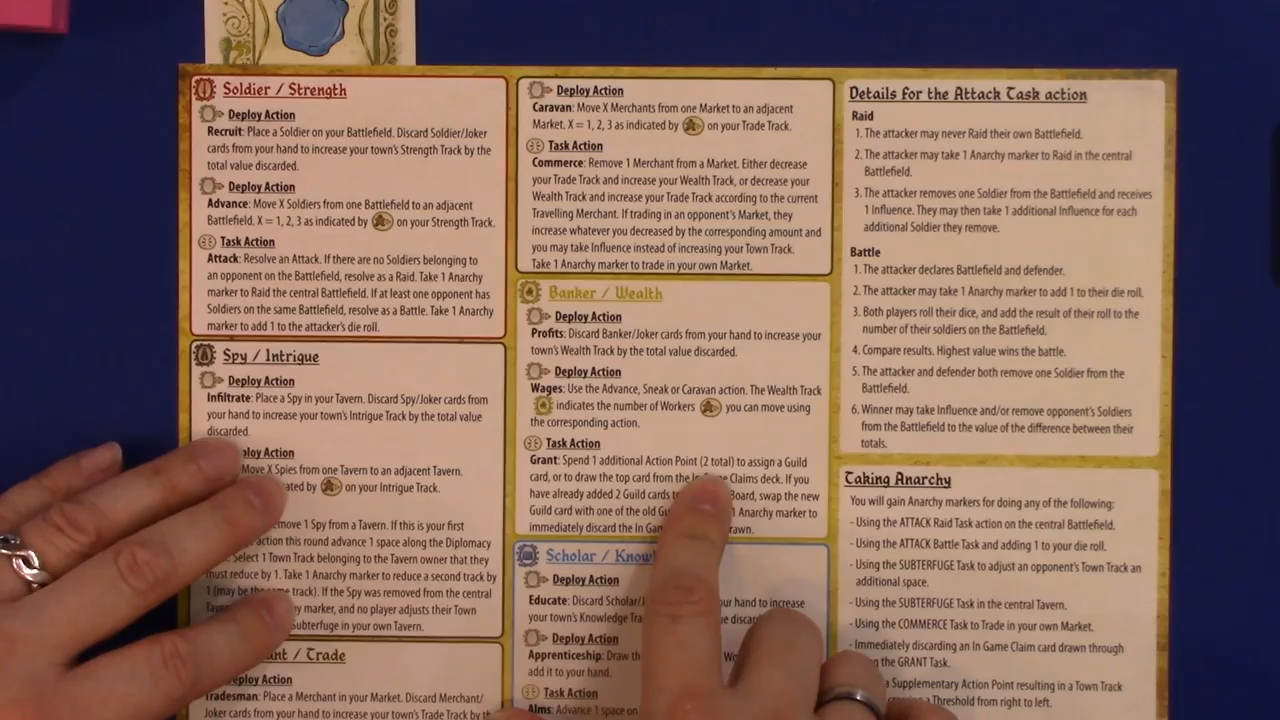 Soldier / Strength
Deploy Action
Recruit: Place a Soldier on your Battlefield. Discard Soldier/Joker
cards from your hand to increase your town's Strength Track by the
total value discarded.
Deploy Action
Advance: Move X Soldiers from one Battlefield to an adjacent
Battlefield. X = 1, 2, 3 as indicated by on your Strength Track.
Task Action
Attack: Resolve an Attack. If there are no Soldiers belonging to
an opponent on the Battlefield, resolve as a Raid. Take 1 Anarchy
marker to Raid the central Battlefield. If at least one opponent has
Soldiers on the same Battlefield, resolve as a Battle. Take 1 Anarchy
marker to add 1 to the attacker's die roll.
Spy / Intrigue
Deploy Action
Infiltrate: Place a Spy in your Tavern. Discard Spy/Joker cards from
your hand to increase your town's Intrigue Track by the total value
discarded.
Action
Move X Spies from one Tavern to an adjacent Tavern.
by on your Intrigue Track.
1 Spy from a Tavern. If this is your first
action this round advance 1 space along the Diplomacy
Select 1 Town Track belonging to the Tavern owner that they
must reduce by 1. Take 1 Anarchy marker to reduce a second track by
1 (may be track). If the Spy was removed from the central
marker, and no player adjusts their Town
Subterfuge in your own Tavern.
/ Trade
Action
Tradesman: Place a Merchant in your Market. Discard Merchant/
Joker cards from your hand to increase your town's Trade Track by
Deploy Action
Caravan: Move X Merchants from one Market to an adjacent
Market. X = 1, 2, 3 as indicated by on your Trade Track.
Task Action
Commerce: Remove 1 Merchant from a Market. Either decrease
your Trade Track and increase your Wealth Track, or decrease your
Wealth Track and increase your Trade Track according to the current
Travelling Merchant. If trading in an opponent's Market, they
increase whatever you decreased by the corresponding amount and
you may take Influence instead of increasing your Town Track.
Take 1 Anarchy marker to trade in your own Market.
Banker / Wealth
Deploy Action
Profits: Discard Banker/Joker cards from your hand to increase your
town's Wealth Track by the total value discarded.
Deploy Action
Wages: Use the Advance, Sneak or Caravan action. The Wealth Track
indicates the number of Workers you can move using
the corresponding action.
Task Action
Grant: Spend 1 additional Action Point (2 total) to assign a Guild
card, or to draw the top card from the Claims deck. If you
have already added 2 Guild cards Board, swap the new
Guild card with one of the old 1 Anarchy marker to
immediately discard the In
Scholar /
Deploy Action
Educate: Discard your hand to increase
your town's Knowledge
Deploy Action
Apprenticeship: Draw
add it to your hand.
Task Action
Alms: Advance 1 space on
Details for the Attack Task action
Raid
1. The attacker may never Raid their own Battlefield.
2. The attacker may take 1 Anarchy marker to Raid in the central
Battlefield.
3. The attacker removes one Soldier from the Battlefield and receives
1 Influence. They may then take 1 additional Influence for each
additional Soldier they remove.
Battle
1. The attacker declares Battlefield and defender.
2. The attacker may take 1 Anarchy marker to add 1 to their die roll.
3. Both players roll their dice, and add the result of their roll to the
number of their soldiers on the Battlefield.
4. Compare results. Highest value wins the battle.
5. The attacker and defender both remove one Soldier from the
Battlefield.
6. Winner may take Influence and/or remove opponent's Soldiers
from the Battlefield to the value of the difference between their
totals.
Taking Anarchy
You will gain Anarchy markers for doing any of the following:
- Using the ATTACK Raid Task action on the central Battlefield.
- Using the ATTACK Battle Task and adding 1 to your die roll.
- Using the SUBTERFUGE Task to adjust an opponent's Town Track an
additional space.
- Using the SUBTERFUGE Task in the central Tavern.
- Using the COMMERCE Task to Trade in your own Market.
- Immediately discarding an In Game Claim card drawn through
the GRANT Task.
a Supplementary Action Point resulting in a Town Track
a Threshold from right to left.